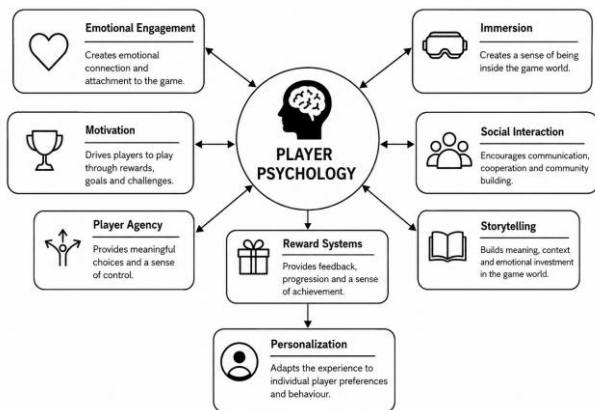 Emotional Engagement
Creates emotional
connection and
attachment to the game.
Immersion
Creates a sense of being
inside the game world.
Motivation
Drives players to play
through rewards,
goals and challenges.
PLAYER
PSYCHOLOGY
Social Interaction
Encourages communication,
cooperation and community
building.
Player Agency
Provides meaningful
choices and a sense
of control.
Reward Systems
Provides feedback,
progression and a sense
of achievement.
Storytelling
Builds meaning, context
and emotional investment
in the game world.
Personalization
Adapts the experience to
individual player preferences
and behaviour.